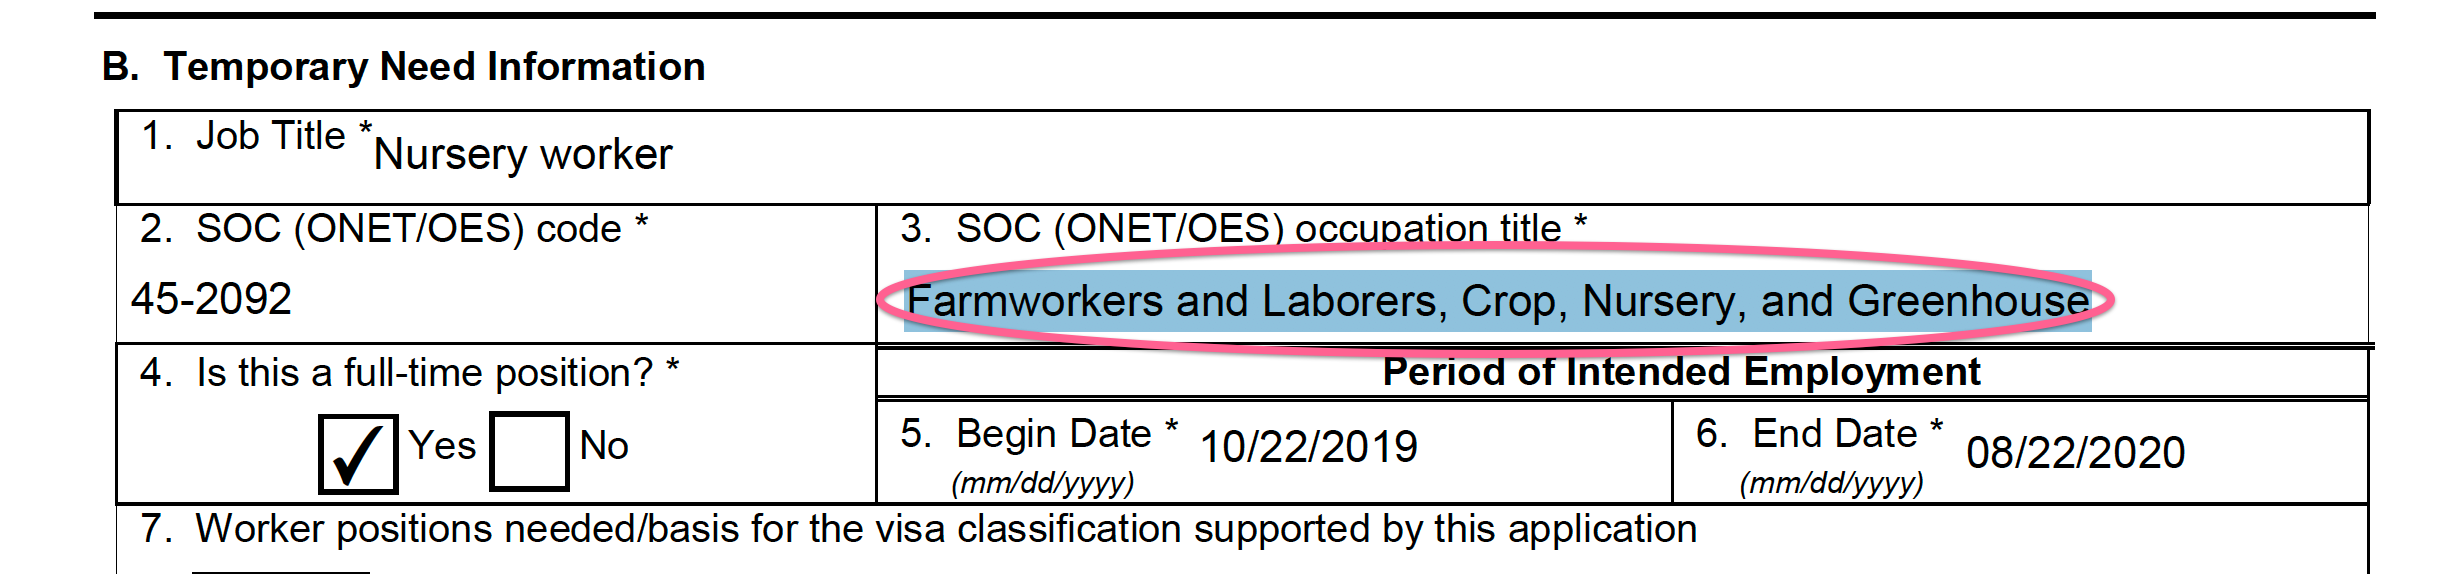 B. Temporary Need Information
1. Job Title * Nursery worker
2. SOC (ONET/OES) code *
45-2092
3. SOC (ONET/OES) occupation title *
Farmworkers and Laborers, Crop, Nursery, and Greenhouse
4. Is this a full-time position? *
✓ Yes No
Period of Intended Employment
5. Begin Date * 10/22/2019
(mm/dd/yyyy)
6. End Date * 08/22/2020
(mm/dd/yyyy)
7. Worker positions needed/basis for the visa classification supported by this application